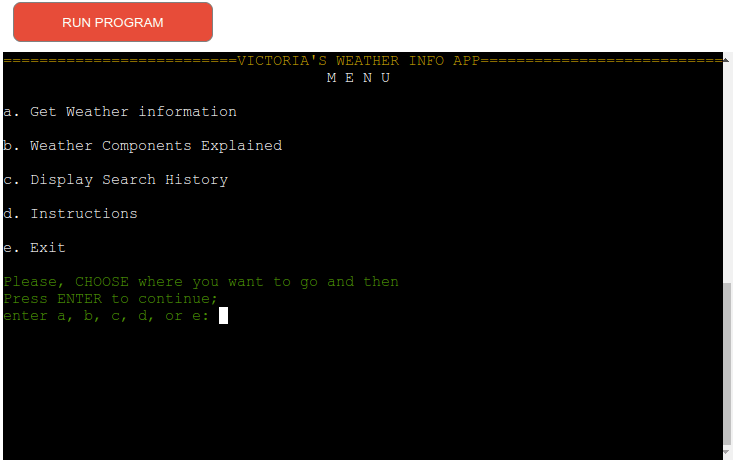 RUN PROGRAM
==========================VICTORIA'S WEATHER INFO APP===========================
M E N U
a. Get Weather information
b. Weather Components Explained
c. Display Search History
d. Instructions
e. Exit
Please, CHOOSE where you want to go and then
Press ENTER to continue;
enter a, b, c, d, or e: